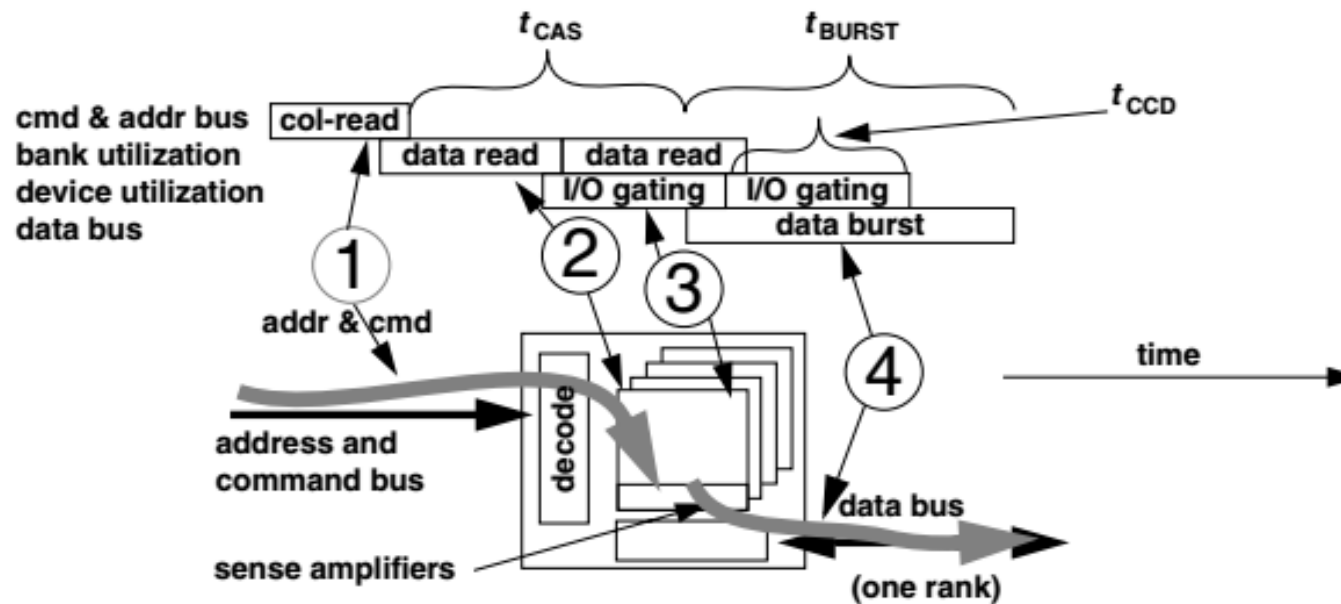 tCAS
tBURST
tCCD
cmd & addr bus
col-read
bank utilization
data read
data read
device utilization
I/O gating
I/O gating
data bus
data burst
1
2
3
4
addr & cmd
time
decode
address and
command bus
data bus
sense amplifiers
(one rank)